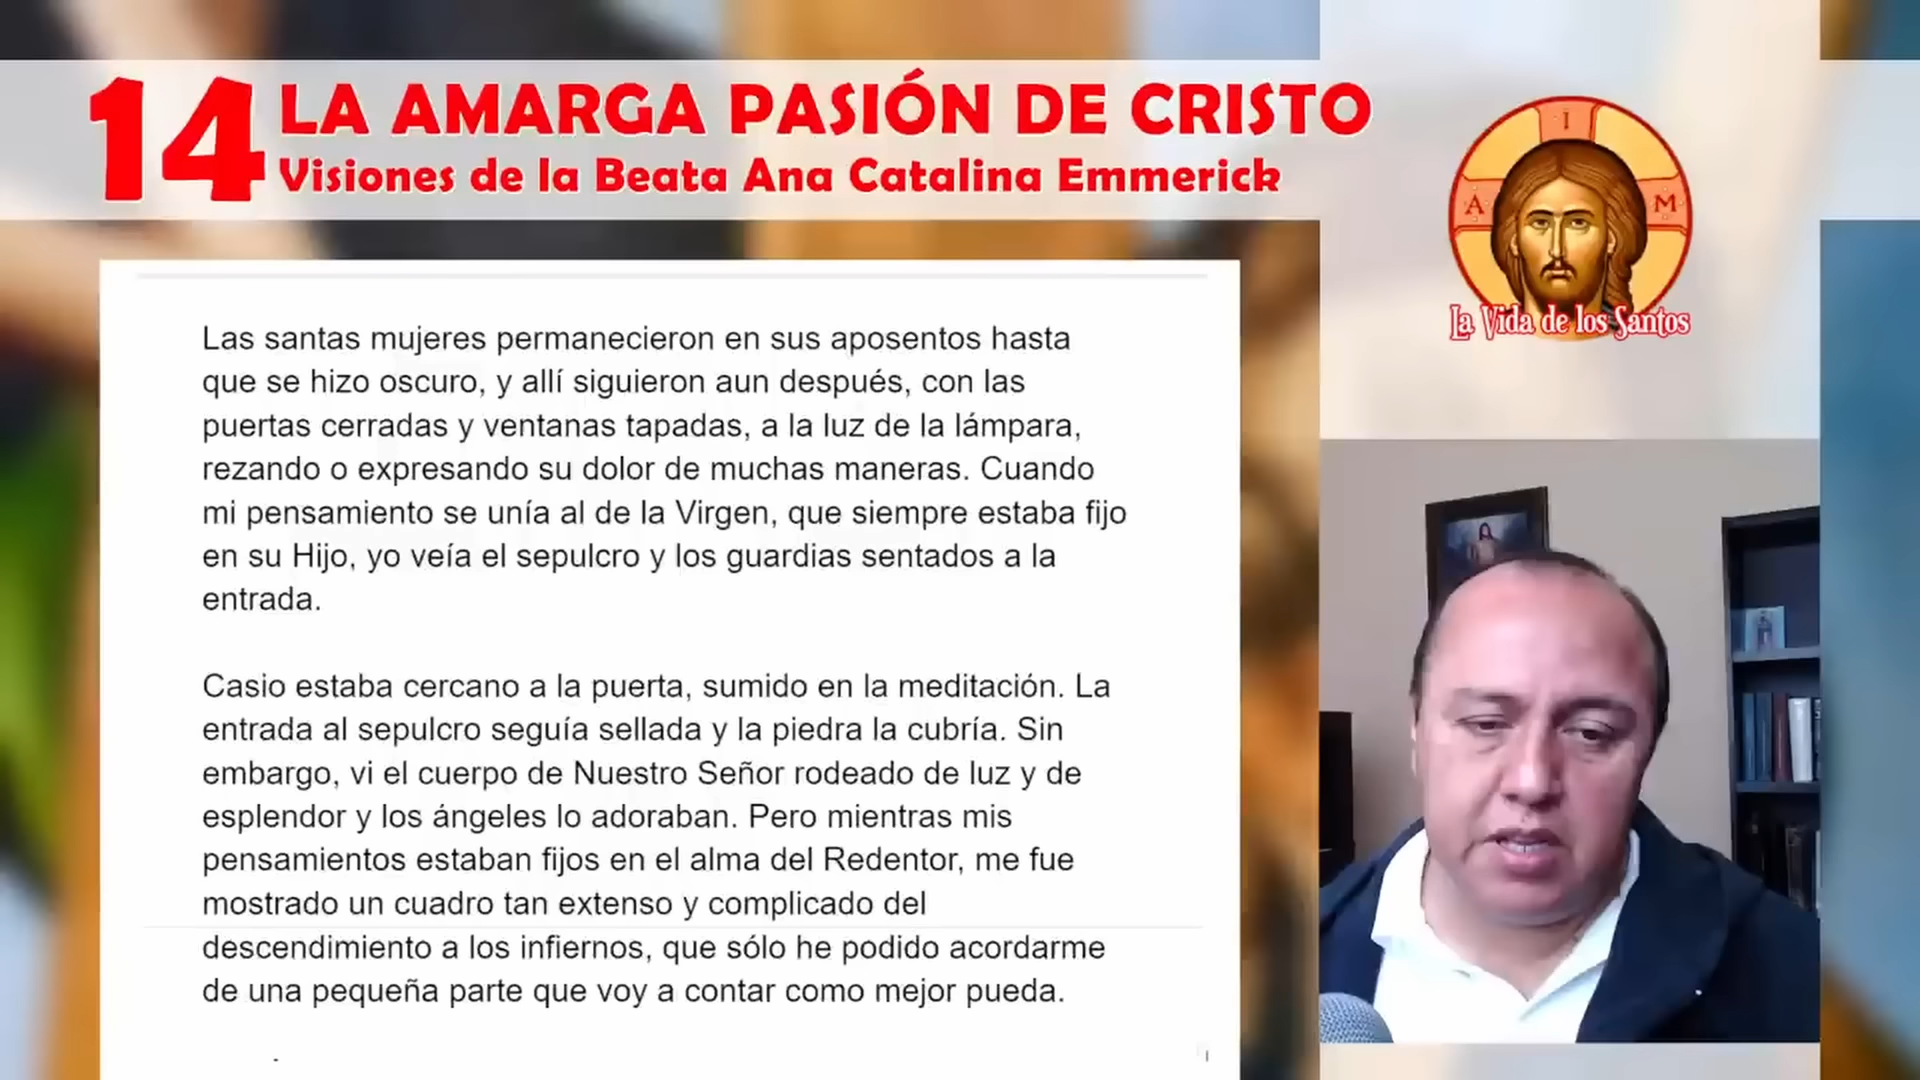 14 LA AMARGA PASIÓN DE CRISTO
Visiones de la Beata Ana Catalina Emmerick
I
A M
La Vida de los Santos
Las santas mujeres permanecieron en sus aposentos hasta
que se hizo oscuro, y allí siguieron aun después, con las
puertas cerradas y ventanas tapadas, a la luz de la lámpara,
rezando o expresando su dolor de muchas maneras. Cuando
mi pensamiento se unía al de la Virgen, que siempre estaba fijo
en su Hijo, yo veía el sepulcro y los guardias sentados a la
entrada.
Casio estaba cercano a la puerta, sumido en la meditación. La
entrada al sepulcro seguía sellada y la piedra la cubría. Sin
embargo, vi el cuerpo de Nuestro Señor rodeado de luz y de
esplendor y los ángeles lo adoraban. Pero mientras mis
pensamientos estaban fijos en el alma del Redentor, me fue
mostrado un cuadro tan extenso y complicado del
descendimiento a los infiernos, que sólo he podido acordarme
de una pequeña parte que voy a contar como mejor pueda.